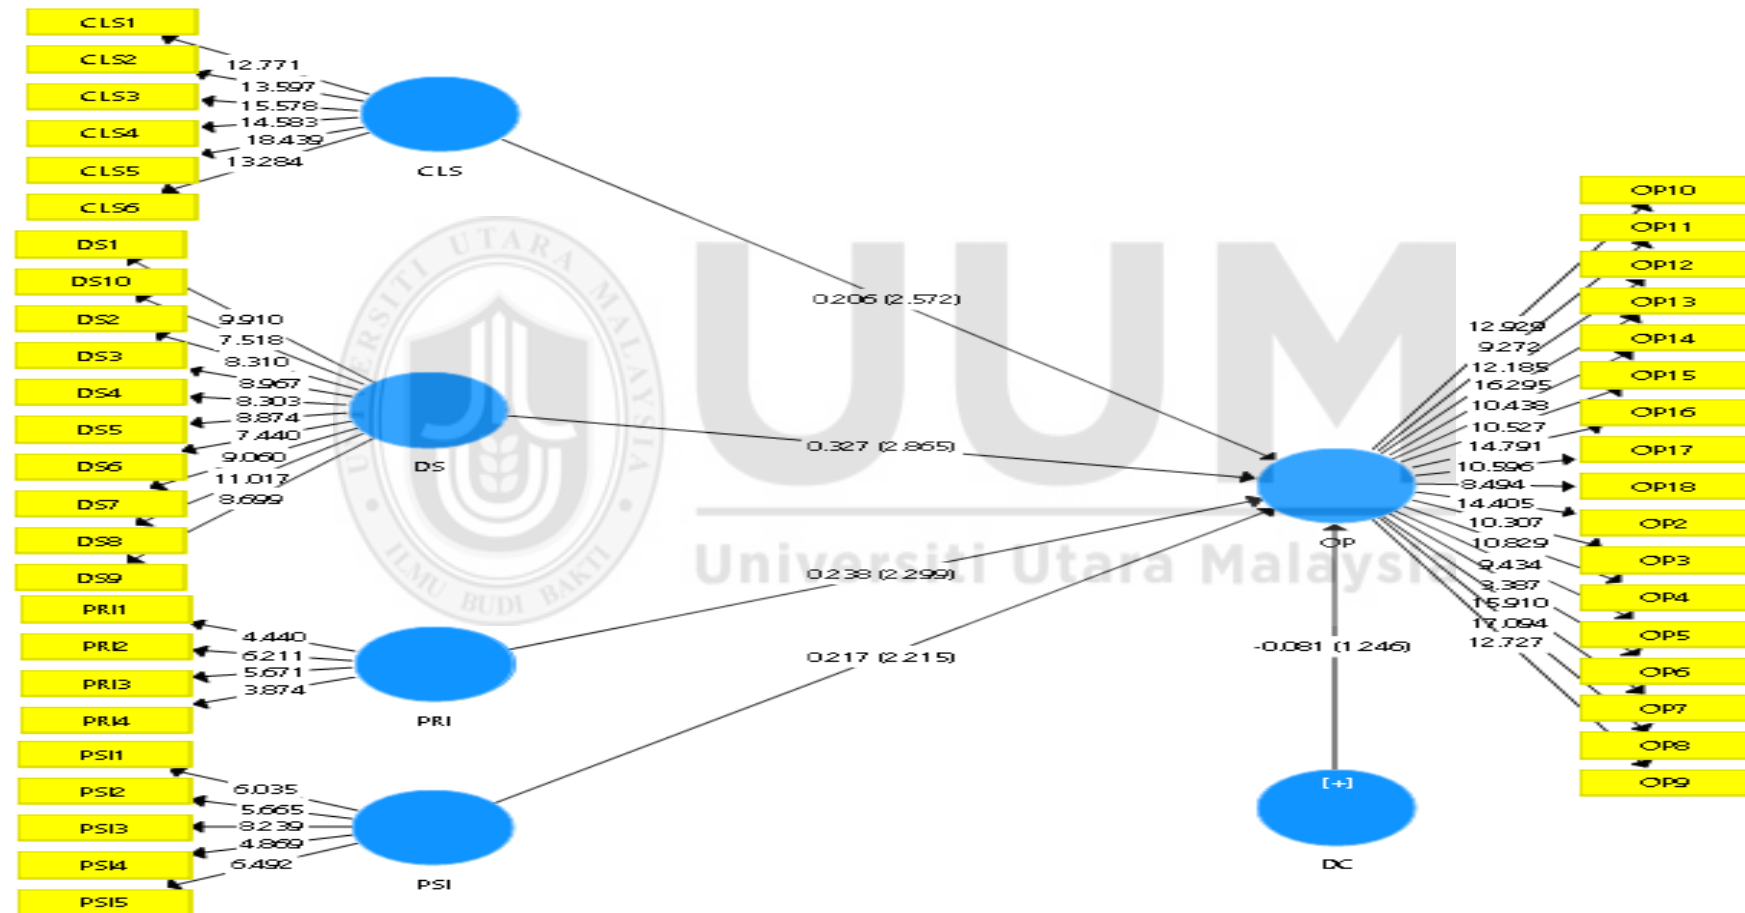 CLS1
CLS2
CLS3
CLS4
CLS5
CLS6
12.771
13.597
15.578
14.583
18.439
13.284
CLS
DS1
DS10
DS2
DS3
DS4
DS5
DS6
DS7
DS8
DS9
9.910
7.518
8.310
8.967
8.303
8.874
7.440
9.060
11.017
8.699
DS
PRI1
PRI2
PRI3
PRI4
4.440
6.211
5.671
3.874
PRI
PSI1
PSI2
PSI3
PSI4
PSI5
6.035
5.665
8.239
4.869
6.492
PSI
0.206 (2.572)
0.327 (2.865)
0.238 (2.299)
0.217 (2.215)
-0.081 (1.246)
OP
[+]
DC
12.929
9.272
12.185
16.295
10.438
10.527
14.791
10.596
8.494
14.405
10.307
10.829
9.434
3.387
15.910
17.094
12.727
OP10
OP11
OP12
OP13
OP14
OP15
OP16
OP17
OP18
OP2
OP3
OP4
OP5
OP6
OP7
OP8
OP9
UNIVERSITI UTARA MALAYSIA
ILMU BUDI BAKTI
UUM
Universiti Utara Malaysia